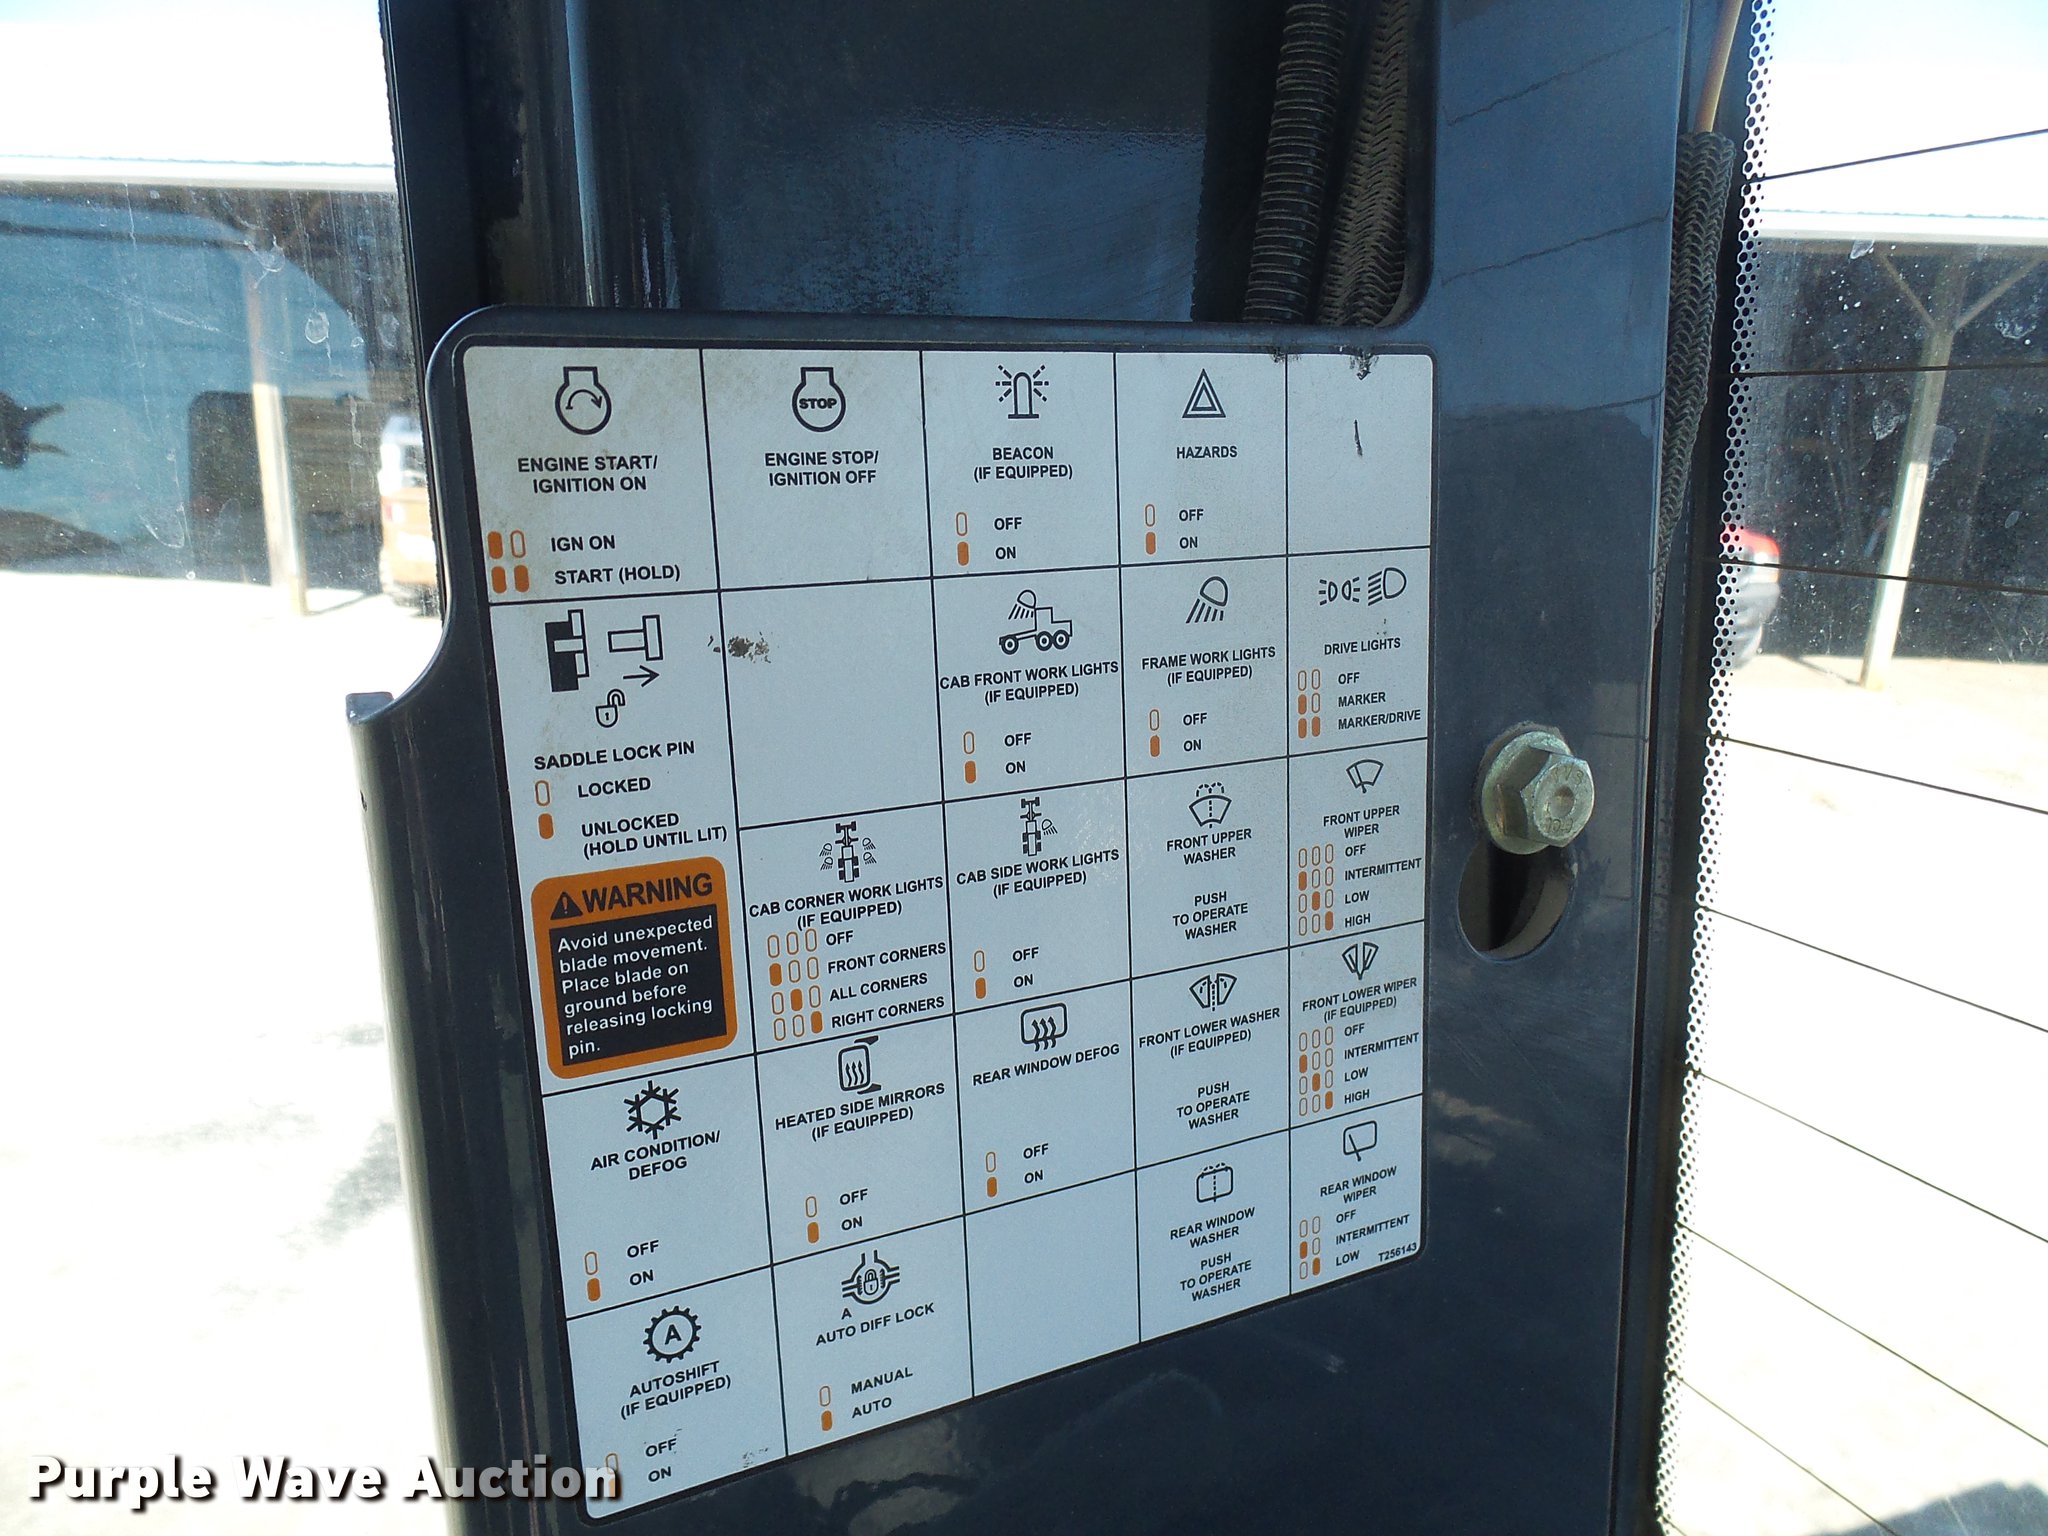 STOP
ENGINE START/
IGNITION ON
IGN ON
START (HOLD)
ENGINE STOP/
IGNITION OFF
BEACON
(IF EQUIPPED)
OFF
ON
HAZARDS
OFF
ON
SADDLE LOCK PIN
LOCKED
UNLOCKED
(HOLD UNTIL LIT)
WARNING
Avoid unexpected
blade movement.
Place blade on
ground before
releasing locking
pin.
CAB FRONT WORK LIGHTS
(IF EQUIPPED)
OFF
ON
FRAME WORK LIGHTS
(IF EQUIPPED)
OFF
ON
DRIVE LIGHTS
OFF
MARKER
MARKER/DRIVE
CAB CORNER WORK LIGHTS
(IF EQUIPPED)
OFF
FRONT CORNERS
ALL CORNERS
RIGHT CORNERS
CAB SIDE WORK LIGHTS
(IF EQUIPPED)
OFF
ON
FRONT UPPER
WASHER
PUSH
TO OPERATE
WASHER
FRONT UPPER
WIPER
OFF
INTERMITTENT
LOW
HIGH
AIR CONDITION/
DEFOG
OFF
ON
HEATED SIDE MIRRORS
(IF EQUIPPED)
OFF
ON
REAR WINDOW DEFOG
OFF
ON
FRONT LOWER WASHER
(IF EQUIPPED)
PUSH
TO OPERATE
WASHER
FRONT LOWER WIPER
(IF EQUIPPED)
OFF
INTERMITTENT
LOW
HIGH
A
AUTOSHIFT
(IF EQUIPPED)
OFF
ON
A
AUTO DIFF LOCK
MANUAL
AUTO
REAR WINDOW
WASHER
PUSH
TO OPERATE
WASHER
REAR WINDOW
WIPER
OFF
INTERMITTENT
LOW
T256143
Purple Wave Auction